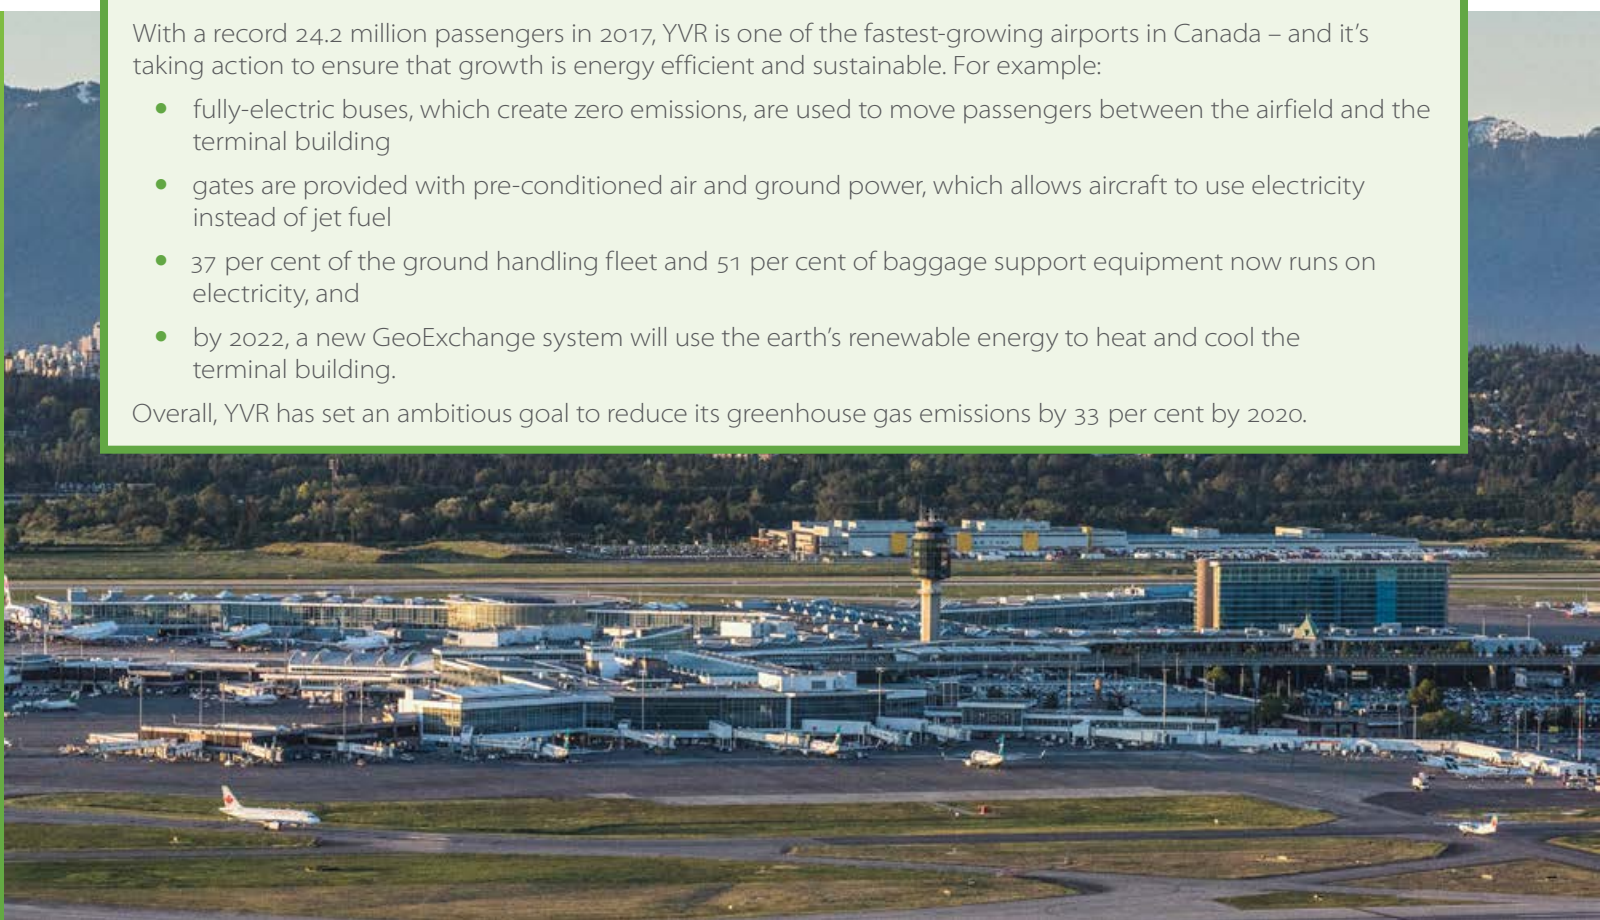 With a record 24.2 million passengers in 2017, YVR is one of the fastest-growing airports in Canada – and it's
taking action to ensure that growth is energy efficient and sustainable. For example:
• fully-electric buses, which create zero emissions, are used to move passengers between the airfield and the
terminal building
• gates are provided with pre-conditioned air and ground power, which allows aircraft to use electricity
instead of jet fuel
• 37 per cent of the ground handling fleet and 51 per cent of baggage support equipment now runs on
electricity, and
• by 2022, a new GeoExchange system will use the earth's renewable energy to heat and cool the
terminal building.
Overall, YVR has set an ambitious goal to reduce its greenhouse gas emissions by 33 per cent by 2020.